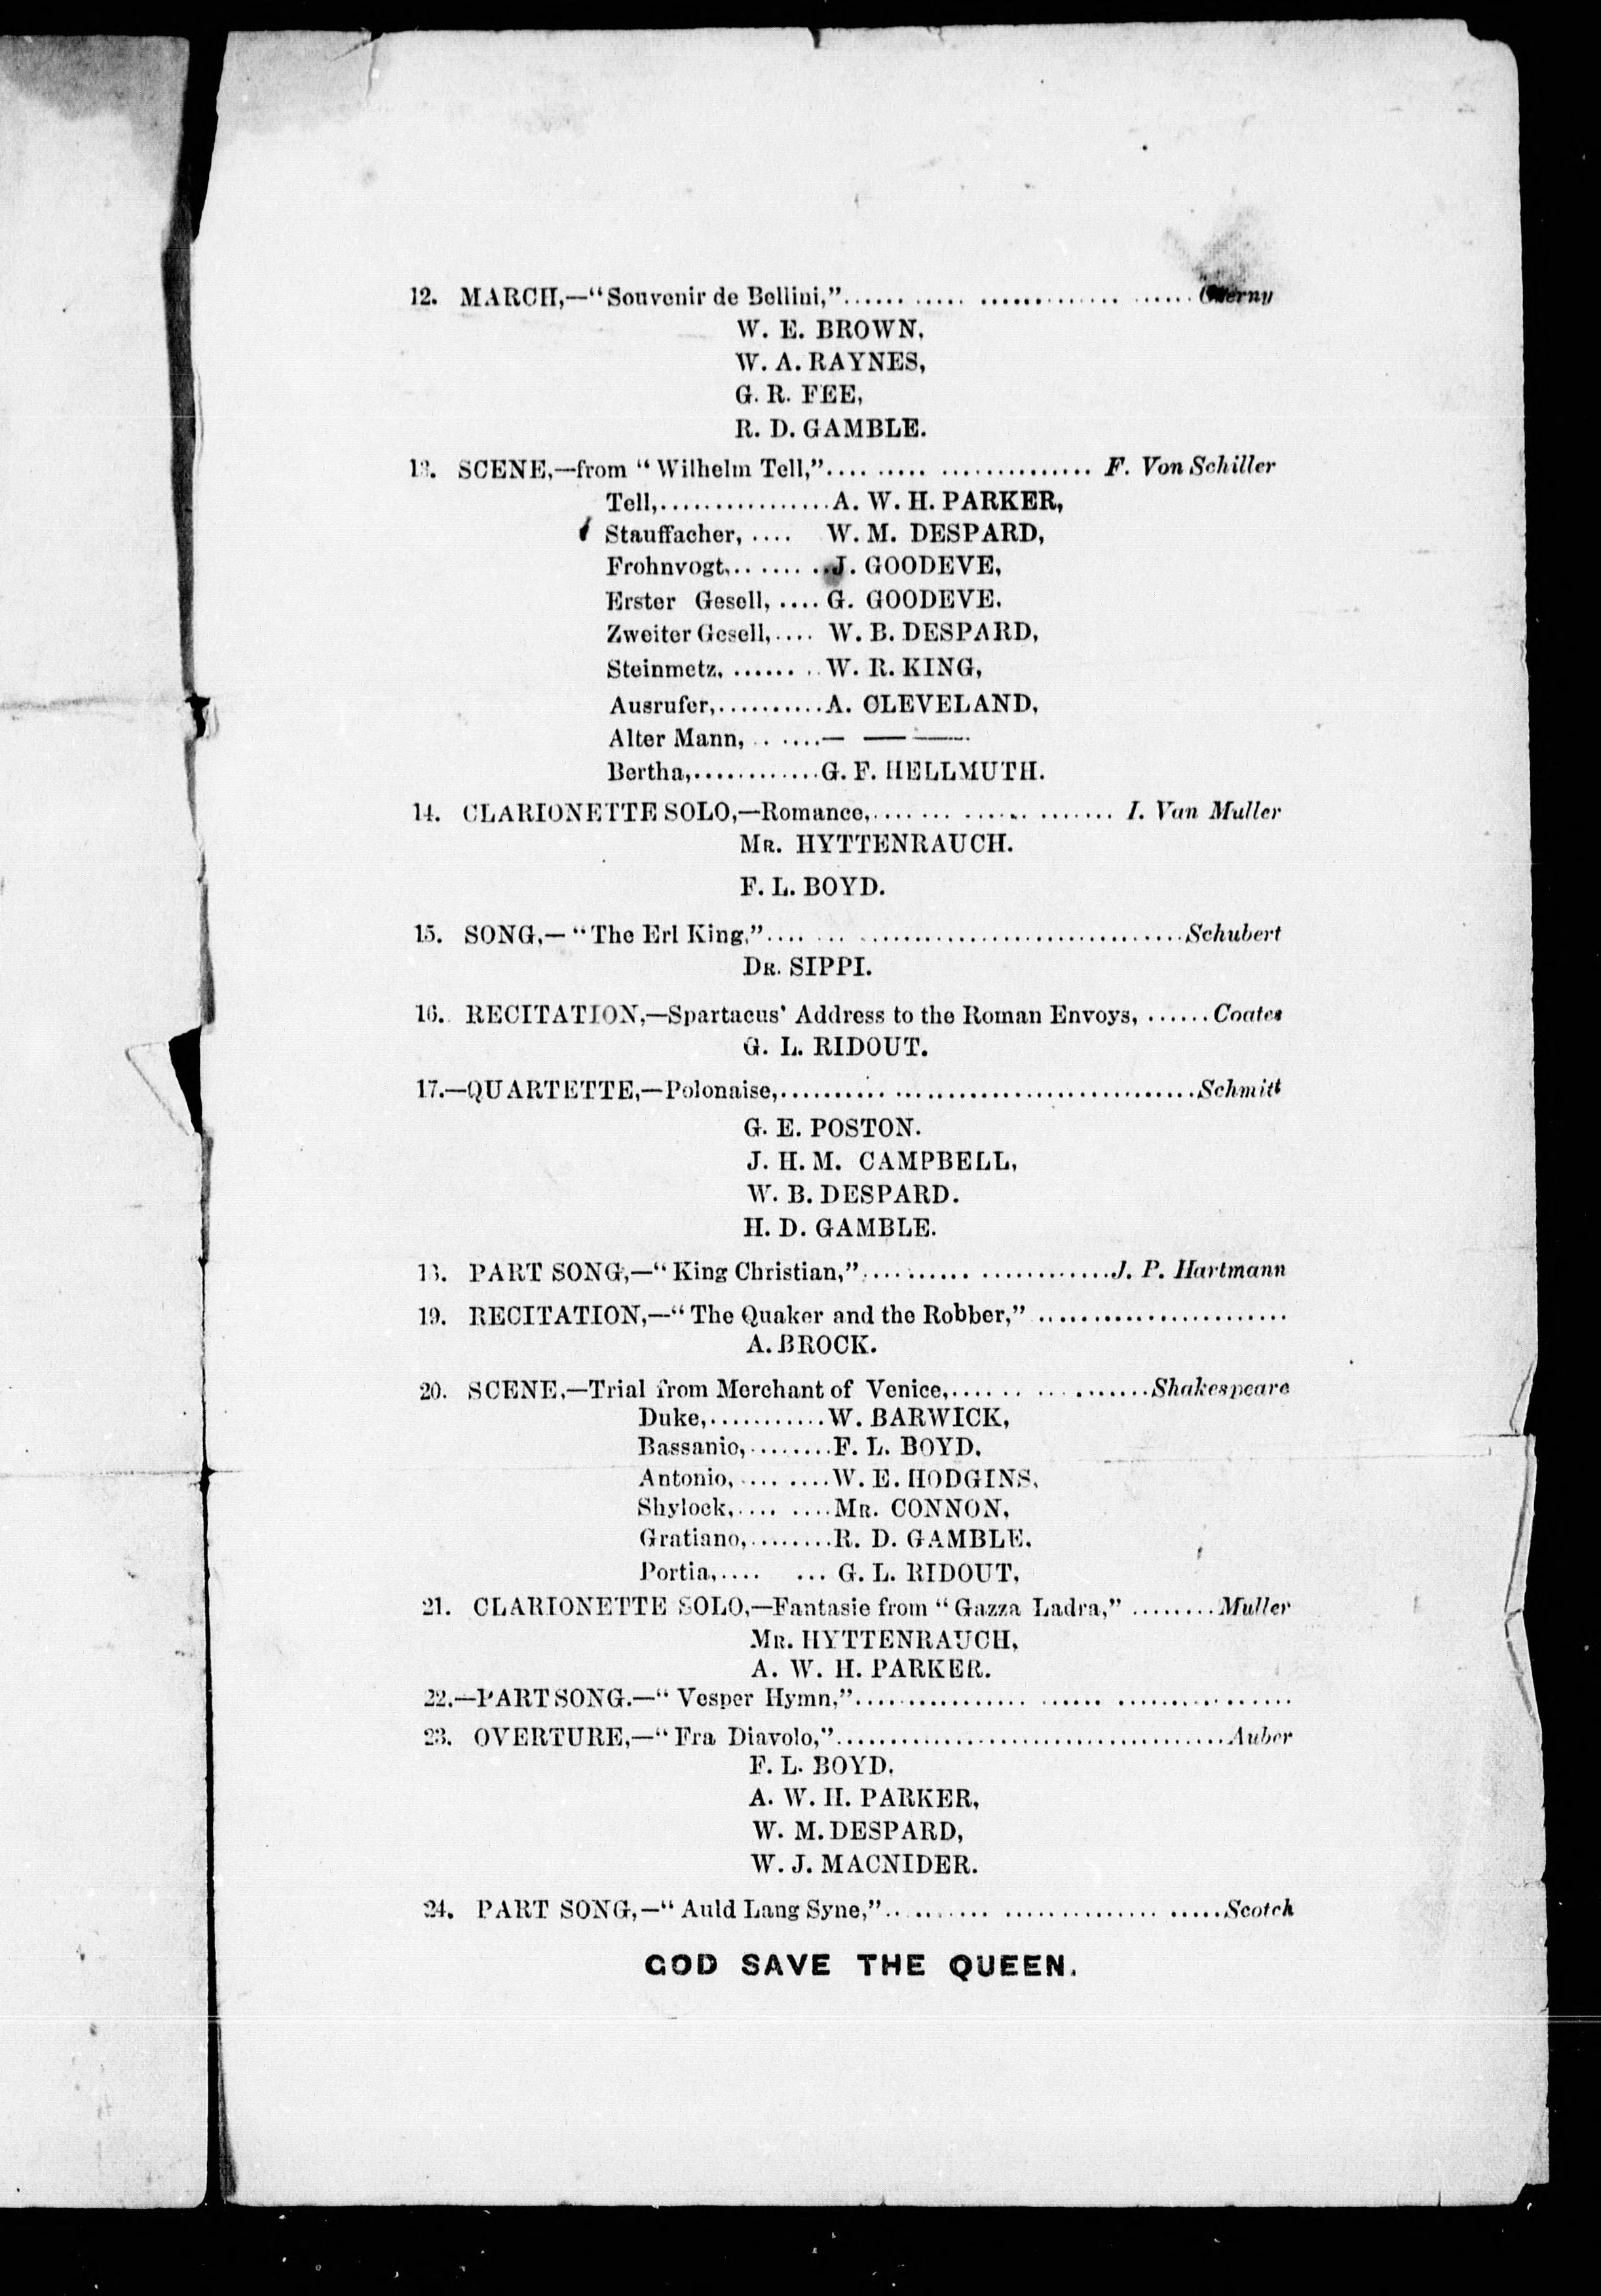 12. MARCH,—“Souvenir de Bellini,”.................................Czerny
W. E. BROWN,
W. A. RAYNES,
G. R. FEE,
R. D. GAMBLE.
13. SCENE,—from “Wilhelm Tell,”........................... F. Von Schiller
Tell,................A. W. H. PARKER,
Stauffacher, .... W. M. DESPARD,
Frohnvogt,.........J. GOODEVE,
Erster Gesell, .... G. GOODEVE.
Zweiter Gesell,.... W. B. DESPARD,
Steinmetz, ........ W. R. KING,
Ausrufer,..........A. CLEVELAND,
Alter Mann, ......— — —
Bertha,............G. F. HELLMUTH.
14. CLARIONETTE SOLO,—Romance,...................... I. Van Muller
MR. HYTTENRAUCH.
F. L. BOYD.
15. SONG,—“The Erl King,”.......................................Schubert
DR. SIPPI.
16. RECITATION,—Spartacus' Address to the Roman Envoys, ......Coates
G. L. RIDOUT.
17.—QUARTETTE,—Polonaise,......................................Schmitt
G. E. POSTON.
J. H. M. CAMPBELL,
W. B. DESPARD.
H. D. GAMBLE.
18. PART SONG,—“King Christian,”.......................J. P. Hartmann
19. RECITATION,—“The Quaker and the Robber,” .......................
A. BROCK.
20. SCENE,—Trial from Merchant of Venice,.................Shakespeare
Duke,...........W. BARWICK,
Bassanio,........F. L. BOYD,
Antonio,.........W. E. HODGINS,
Shylock,........MR. CONNON,
Gratiano,........R. D. GAMBLE,
Portia,.... ... G. L. RIDOUT,
21. CLARIONETTE SOLO,—Fantasie from “Gazza Ladra,” ........Muller
MR. HYTTENRAUCH,
A. W. H. PARKER.
22.—PART SONG.—“Vesper Hymn,”.......................................
23. OVERTURE,—“Fra Diavolo,”....................................Auber
F. L. BOYD,
A. W. H. PARKER,
W. M. DESPARD,
W. J. MACNIDER.
24. PART SONG,—“Auld Lang Syne,”..............................Scotch
GOD SAVE THE QUEEN.